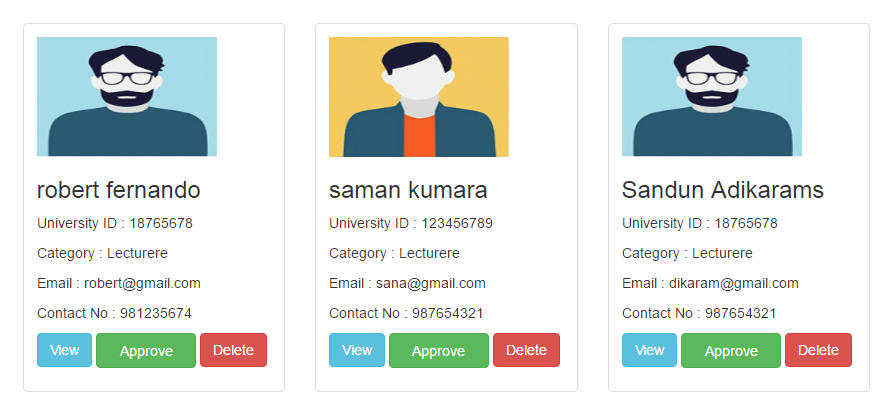 robert fernando
University ID : 18765678
Category : Lecturere
Email : robert@gmail.com
Contact No : 981235674
View Approve Delete
saman kumara
University ID : 123456789
Category : Lecturere
Email : sana@gmail.com
Contact No : 987654321
View Approve Delete
Sandun Adikarams
University ID : 18765678
Category : Lecturere
Email : dikaram@gmail.com
Contact No : 987654321
View Approve Delete